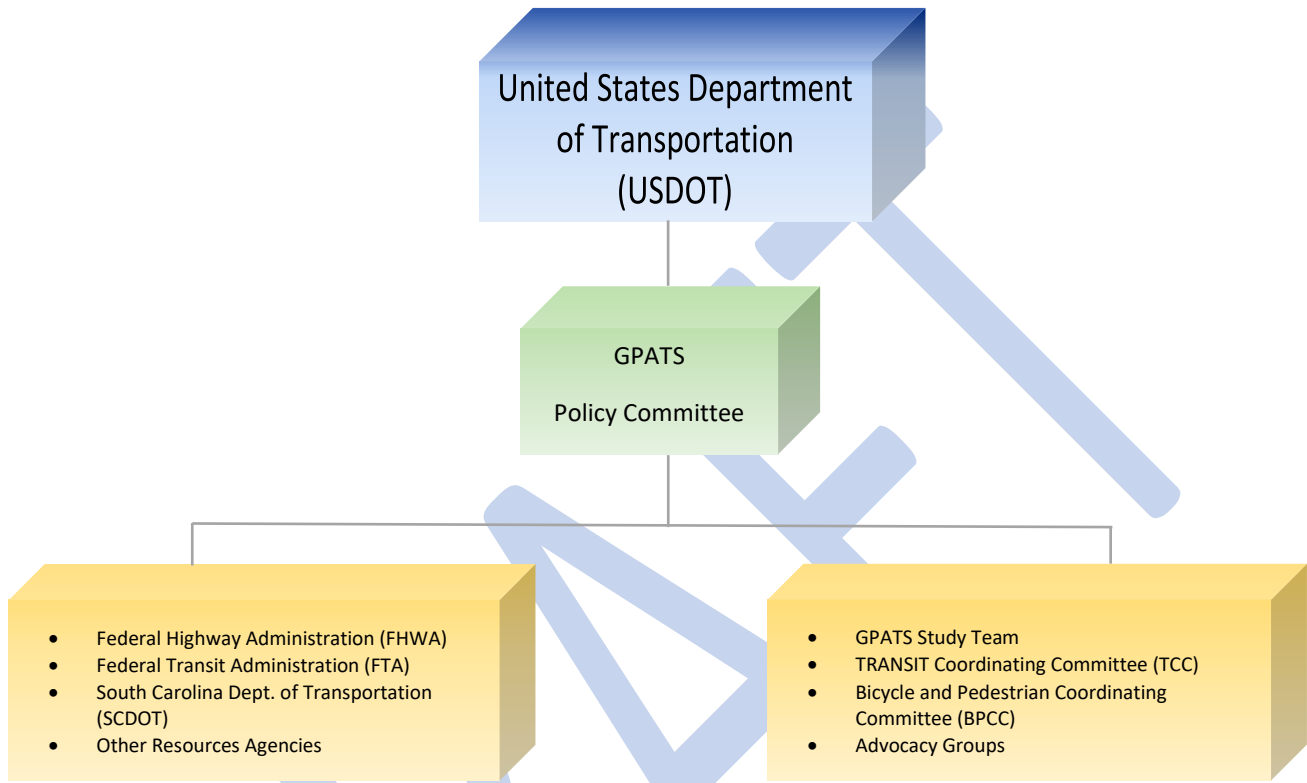 United States Department
of Transportation
(USDOT)
GPATS
Policy Committee
• Federal Highway Administration (FHWA)
• Federal Transit Administration (FTA)
• South Carolina Dept. of Transportation
(SCDOT)
• Other Resources Agencies
• GPATS Study Team
• TRANSIT Coordinating Committee (TCC)
• Bicycle and Pedestrian Coordinating
Committee (BPCC)
• Advocacy Groups